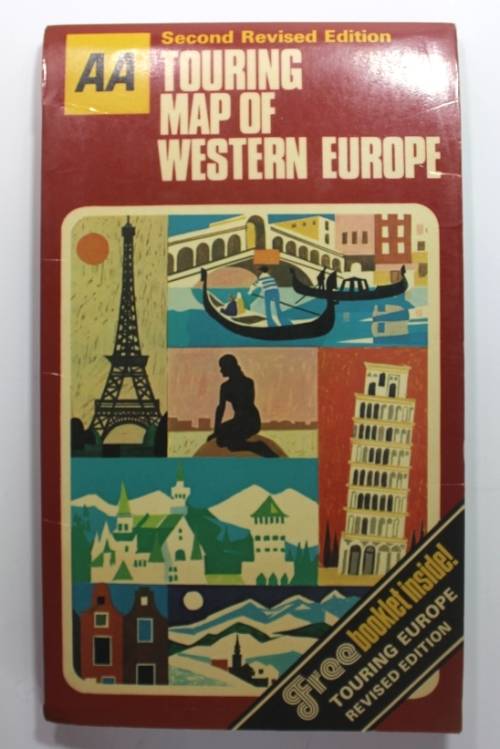 AA
Second Revised Edition
TOURING
MAP OF
WESTERN EUROPE
Free booklet inside!
TOURING EUROPE
REVISED EDITION